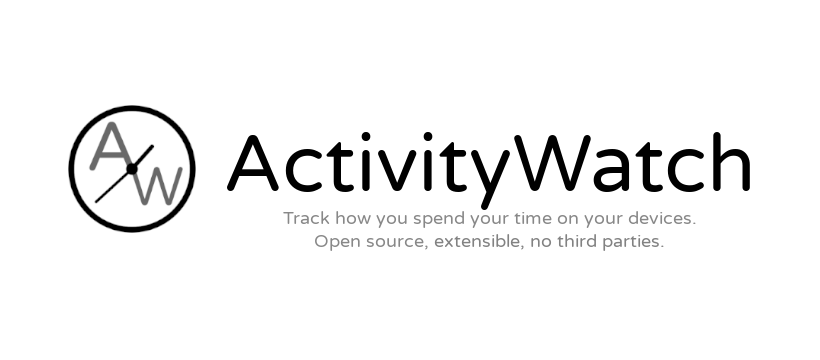 AW
ActivityWatch
Track how you spend your time on your devices.
Open source, extensible, no third parties.